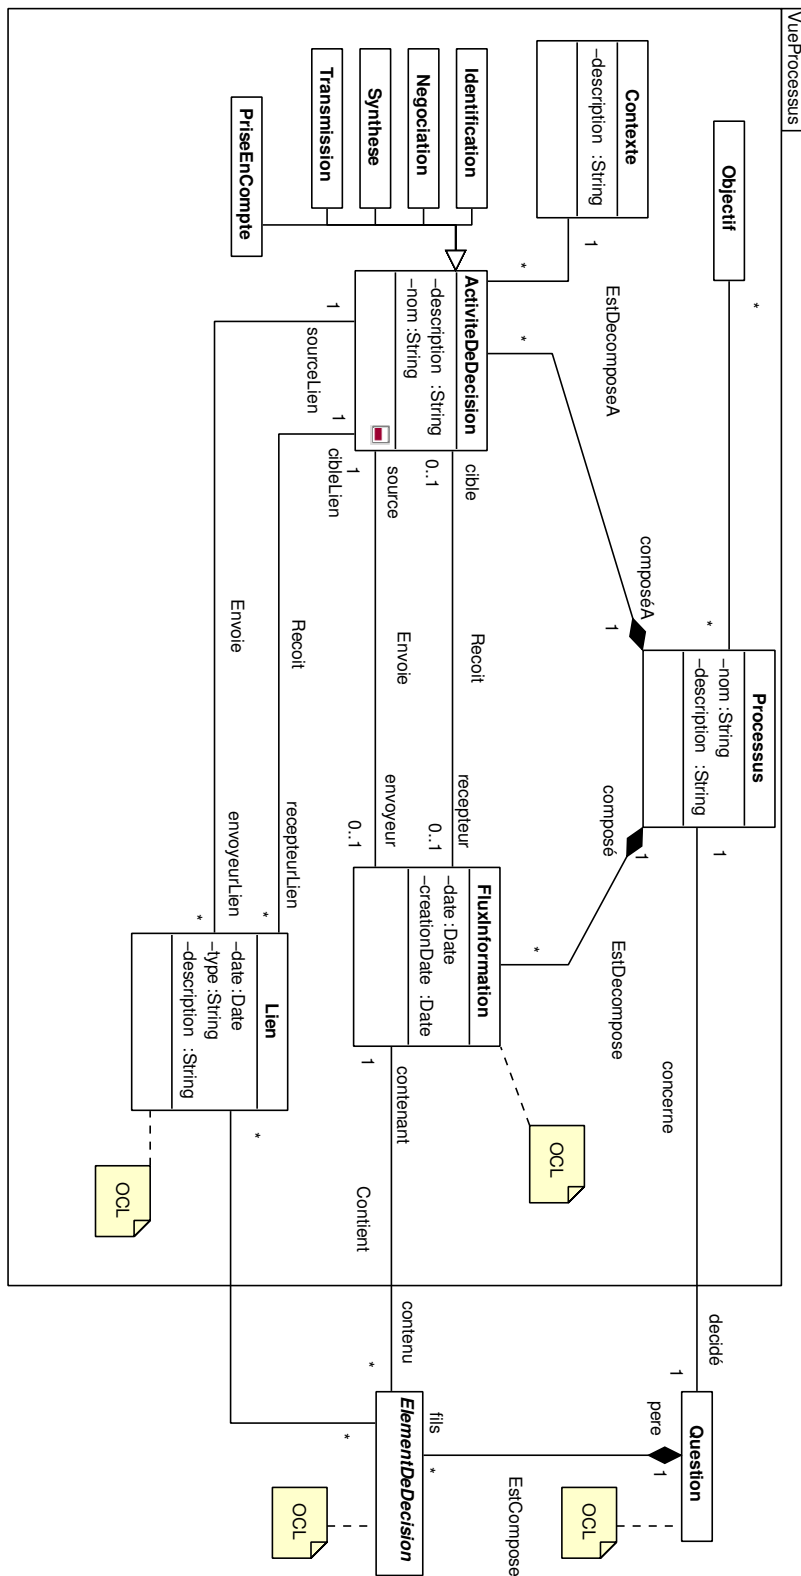 VueProcessus
Objectif
*
*
Processus
–nom :String
–description :String
1
concerne
decidé
1
Question
Contexte
–description :String
1
*
EstDecomposeA
*
composéA
1
composé
1
EstDecompose
*
pere
1
EstCompose
fils
*
OCL
Identification
Negociation
Synthese
Transmission
PriseEnCompte
ActiviteDeDecision
–description :String
–nom :String
cible
0..1
Recoit
recepteur
0..1
source
1
Envoie
envoyeur
0..1
FluxInformation
–date :Date
–creationDate :Date
OCL
1
contenant
Contient
contenu
*
ElementDeDecision
OCL
1
sourceLien
Envoie
envoyeurLien
*
1
cibleLien
Recoit
recepteurLien
*
Lien
–date :Date
–type :String
–description :String
OCL
*
*